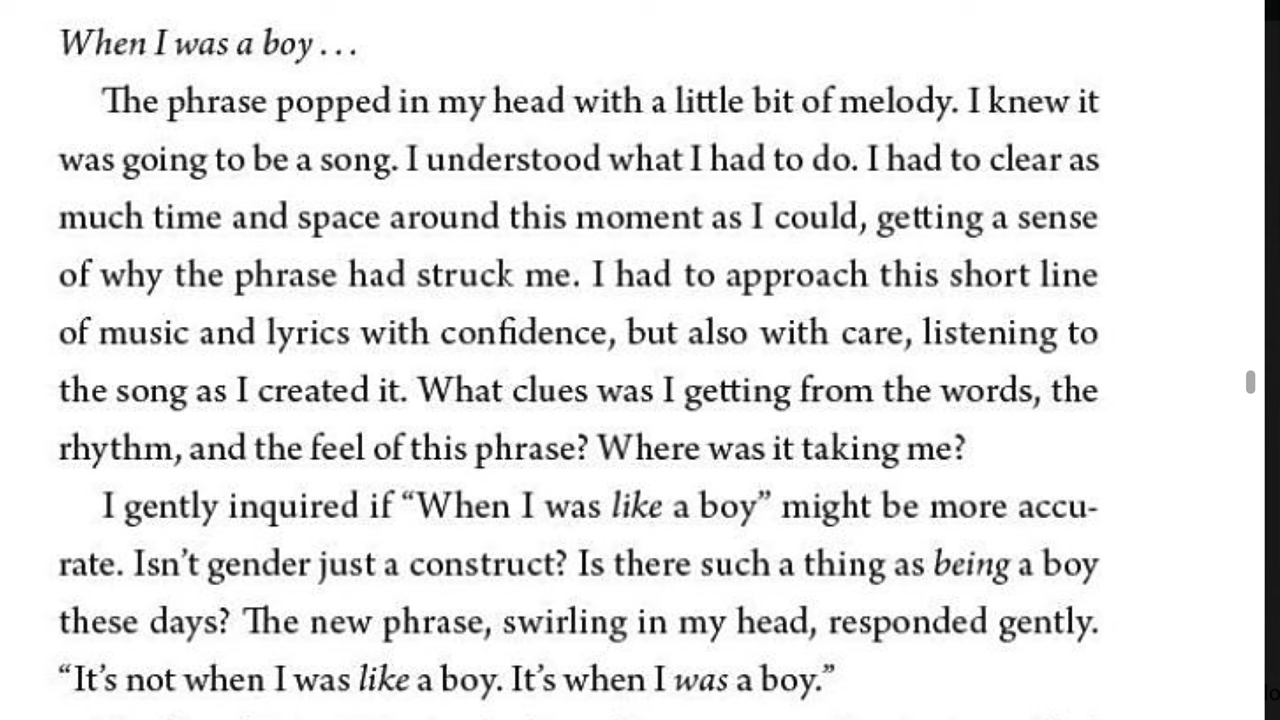 When I was a boy . . .
The phrase popped in my head with a little bit of melody. I knew it
was going to be a song. I understood what I had to do. I had to clear as
much time and space around this moment as I could, getting a sense
of why the phrase had struck me. I had to approach this short line
of music and lyrics with confidence, but also with care, listening to
the song as I created it. What clues was I getting from the words, the
rhythm, and the feel of this phrase? Where was it taking me?
I gently inquired if “When I was like a boy” might be more accu-
rate. Isn’t gender just a construct? Is there such a thing as being a boy
these days? The new phrase, swirling in my head, responded gently.
“It’s not when I was like a boy. It’s when I was a boy.”